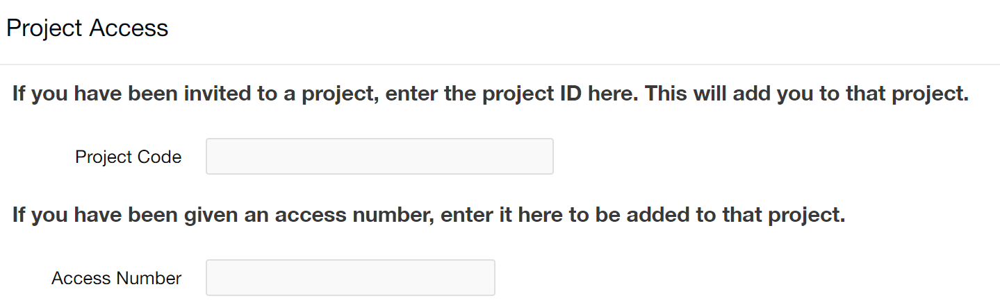 Project Access
If you have been invited to a project, enter the project ID here. This will add you to that project.
Project Code
If you have been given an access number, enter it here to be added to that project.
Access Number